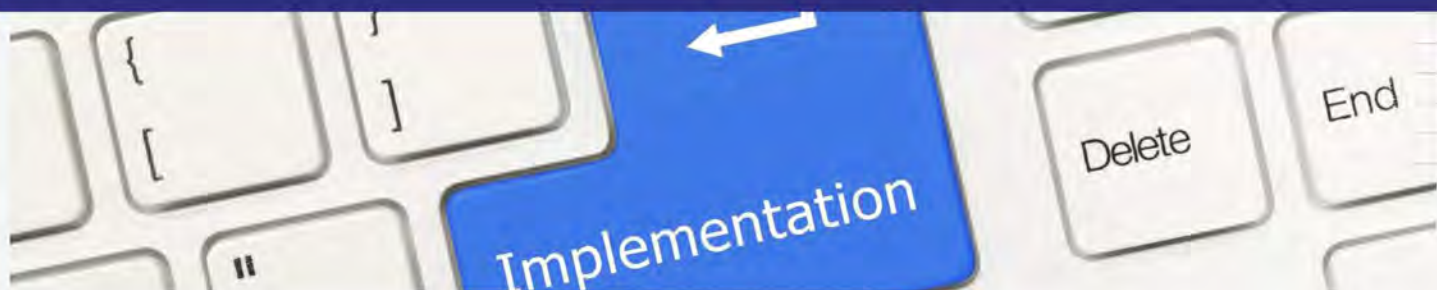 {
[
}
]
Delete
End
"
Implementation